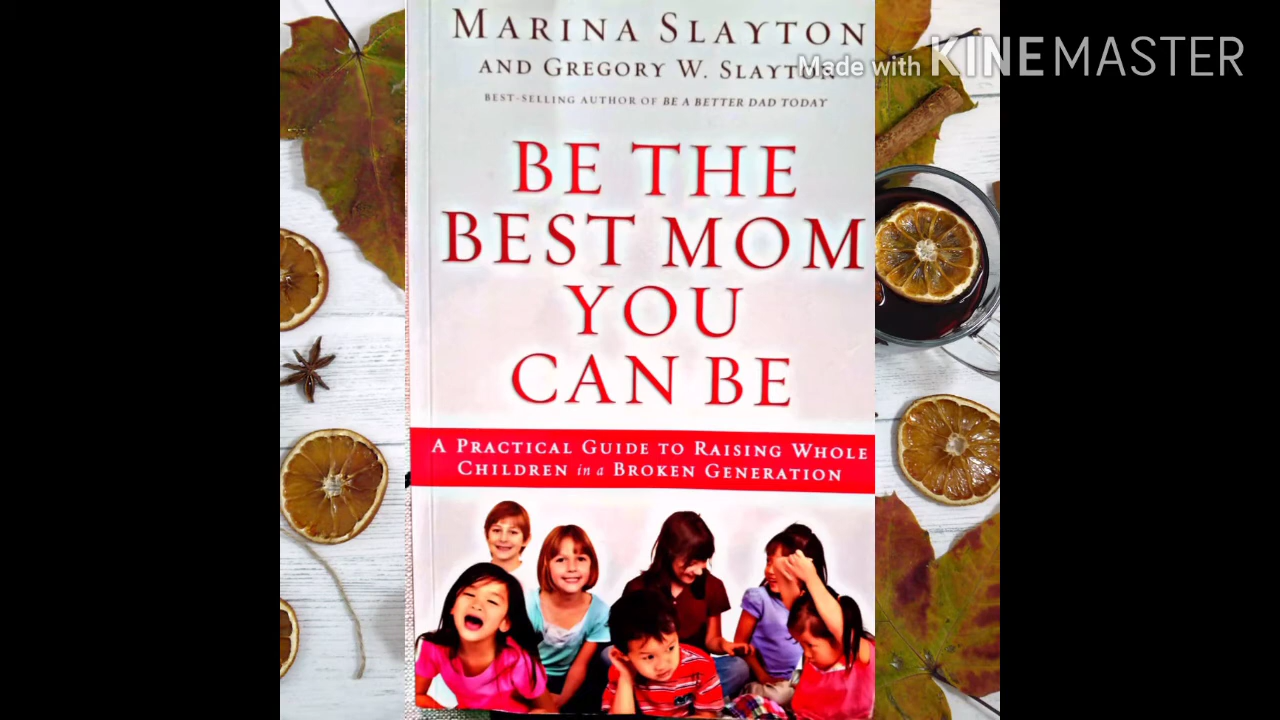 MARINA SLAYTON
AND GREGORY W. SLAYTON
Made with KINEMASTER
BEST-SELLING AUTHOR OF BE A BETTER DAD TODAY
BE THE
BEST MOM
YOU
CAN BE
A PRACTICAL GUIDE TO RAISING WHOLE
CHILDREN in a BROKEN GENERATION